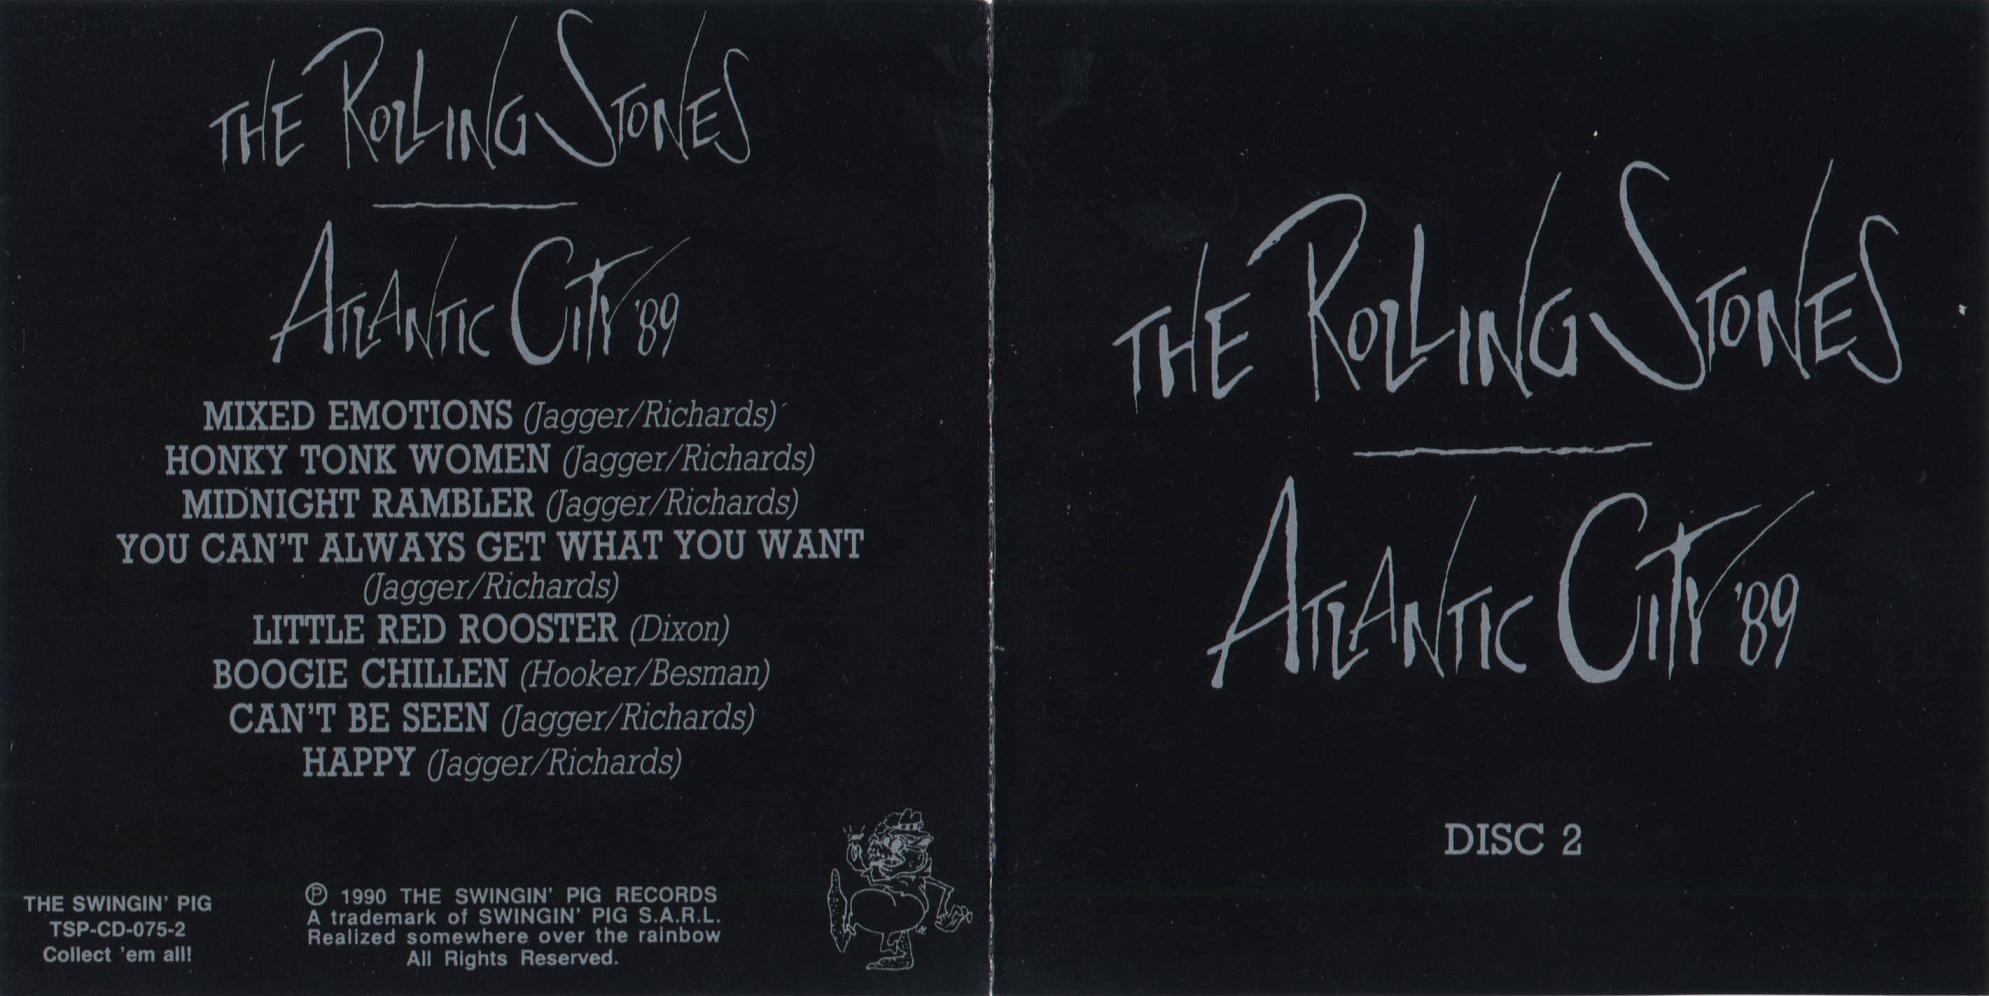 THE ROLLING STONES
ATLANTIC CITY '89
MIXED EMOTIONS (Jagger/Richards)
HONKY TONK WOMEN (Jagger/Richards)
MIDNIGHT RAMBLER (Jagger/Richards)
YOU CAN'T ALWAYS GET WHAT YOU WANT
(Jagger/Richards)
LITTLE RED ROOSTER (Dixon)
BOOGIE CHILLEN (Hooker/Besman)
CAN'T BE SEEN (Jagger/Richards)
HAPPY (Jagger/Richards)
THE SWINGIN' PIG
TSP-CD-075-2
Collect 'em all!
℗ 1990 THE SWINGIN' PIG RECORDS
A trademark of SWINGIN' PIG S.A.R.L.
Realized somewhere over the rainbow
All Rights Reserved.
THE ROLLING STONES
ATLANTIC CITY '89
DISC 2